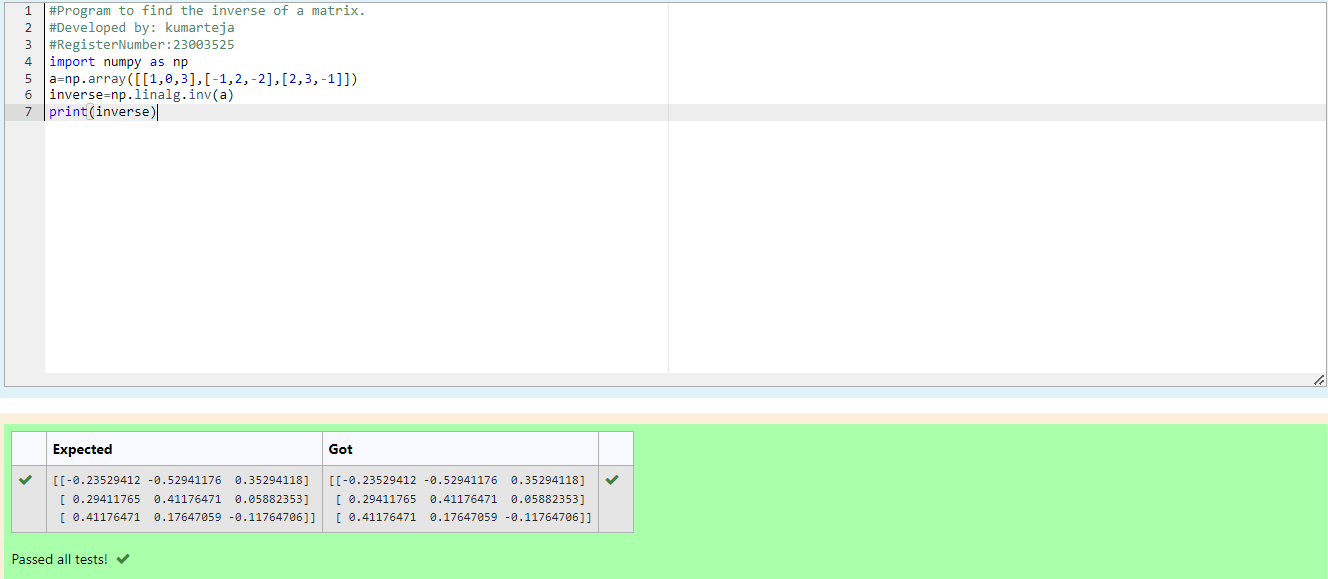 1 #Program to find the inverse of a matrix.
2 #Developed by: kumarteja
3 #RegisterNumber:23003525
4 import numpy as np
5 a=np.array([[1,0,3],[-1,2,-2],[2,3,-1]])
6 inverse=np.linalg.inv(a)
7 print(inverse)
Expected Got
[[-0.23529412 -0.52941176  0.35294118] [[-0.23529412 -0.52941176  0.35294118]
[ 0.29411765  0.41176471  0.05882353] [ 0.29411765  0.41176471  0.05882353]
[ 0.41176471  0.17647059 -0.11764706]] [ 0.41176471  0.17647059 -0.11764706]]
Passed all tests!